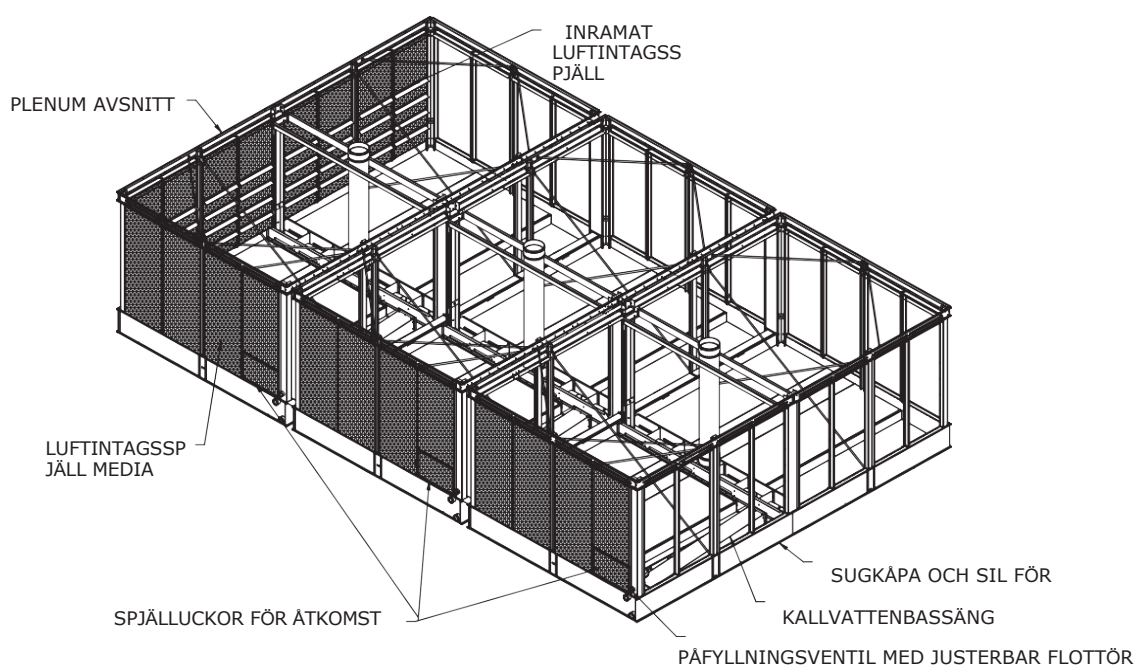 INRAMAT
LUFTINTAGSS
PJÄLL
PLENUM AVSNITT
LUFTINTAGSSP
JÄLL MEDIA
SPJÄLLUCKOR FÖR ÅTKOMST
SUGKÅPA OCH SIL FÖR
KALLVATTENBASSÄNG
PÅFYLLNINGSVENTIL MED JUSTERBAR FLOTTÖR